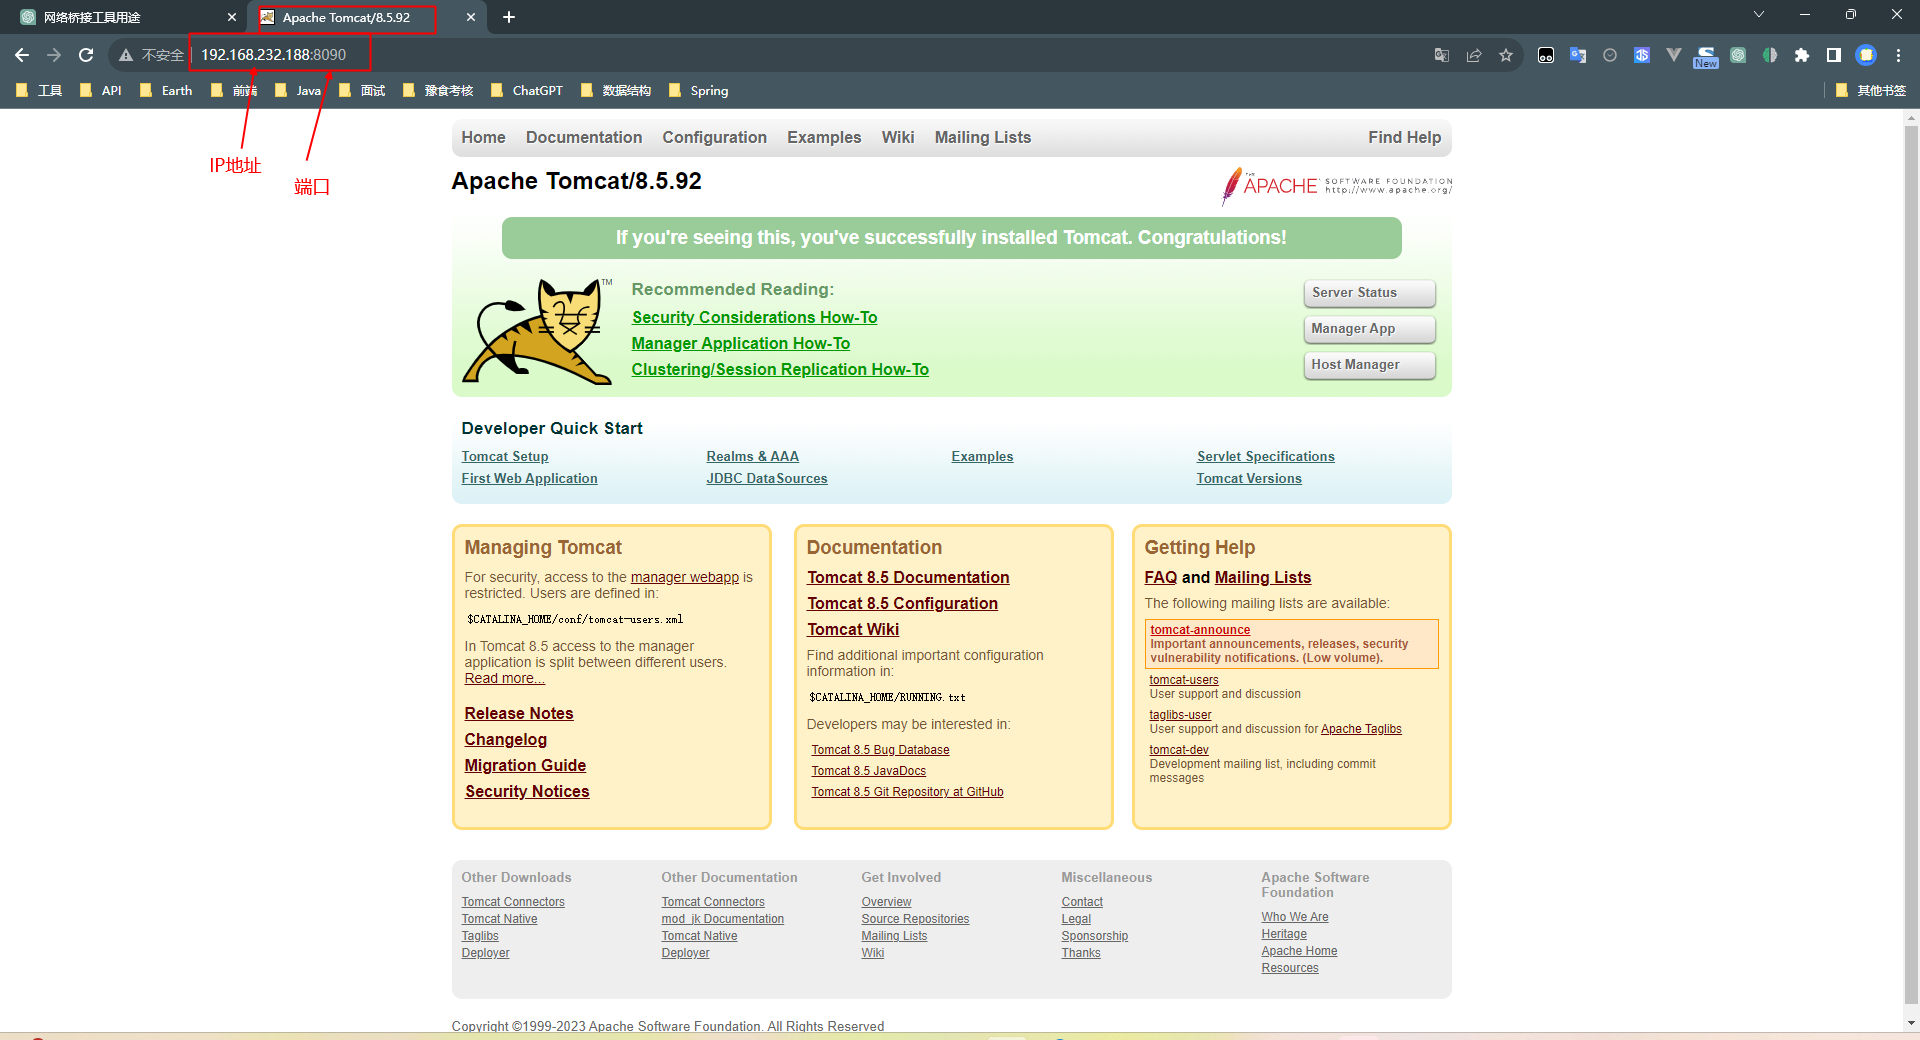 网络桥接工具用途
Apache Tomcat/8.5.92
不安全
192.168.232.188:8090
New
工具
API
Earth
前端
Java
面试
豫食考核
ChatGPT
数据结构
Spring
其他书签
IP地址
端口
Home Documentation Configuration Examples Wiki Mailing Lists Find Help
Apache Tomcat/8.5.92
THE
APACHE
SOFTWARE FOUNDATION
http://www.apache.org/
If you're seeing this, you've successfully installed Tomcat. Congratulations!
TM
Recommended Reading:
Security Considerations How-To
Manager Application How-To
Clustering/Session Replication How-To
Server Status
Manager App
Host Manager
Developer Quick Start
Tomcat Setup
First Web Application
Realms & AAA
JDBC DataSources
Examples
Servlet Specifications
Tomcat Versions
Managing Tomcat
For security, access to the manager webapp is
restricted. Users are defined in:
$CATALINA_HOME/conf/tomcat-users.xml
In Tomcat 8.5 access to the manager
application is split between different users.
Read more...
Release Notes
Changelog
Migration Guide
Security Notices
Documentation
Tomcat 8.5 Documentation
Tomcat 8.5 Configuration
Tomcat Wiki
Find additional important configuration
information in:
$CATALINA_HOME/RUNNING.txt
Developers may be interested in:
Tomcat 8.5 Bug Database
Tomcat 8.5 JavaDocs
Tomcat 8.5 Git Repository at GitHub
Getting Help
FAQ and Mailing Lists
The following mailing lists are available:
tomcat-announce
Important announcements, releases, security
vulnerability notifications. (Low volume).
tomcat-users
User support and discussion
taglibs-user
User support and discussion for Apache Taglibs
tomcat-dev
Development mailing list, including commit
messages
Other Downloads
Tomcat Connectors
Tomcat Native
Taglibs
Deployer
Other Documentation
Tomcat Connectors
mod_jk Documentation
Tomcat Native
Deployer
Get Involved
Overview
Source Repositories
Mailing Lists
Wiki
Miscellaneous
Contact
Legal
Sponsorship
Thanks
Apache Software
Foundation
Who We Are
Heritage
Apache Home
Resources
Copyright ©1999-2023 Apache Software Foundation. All Rights Reserved